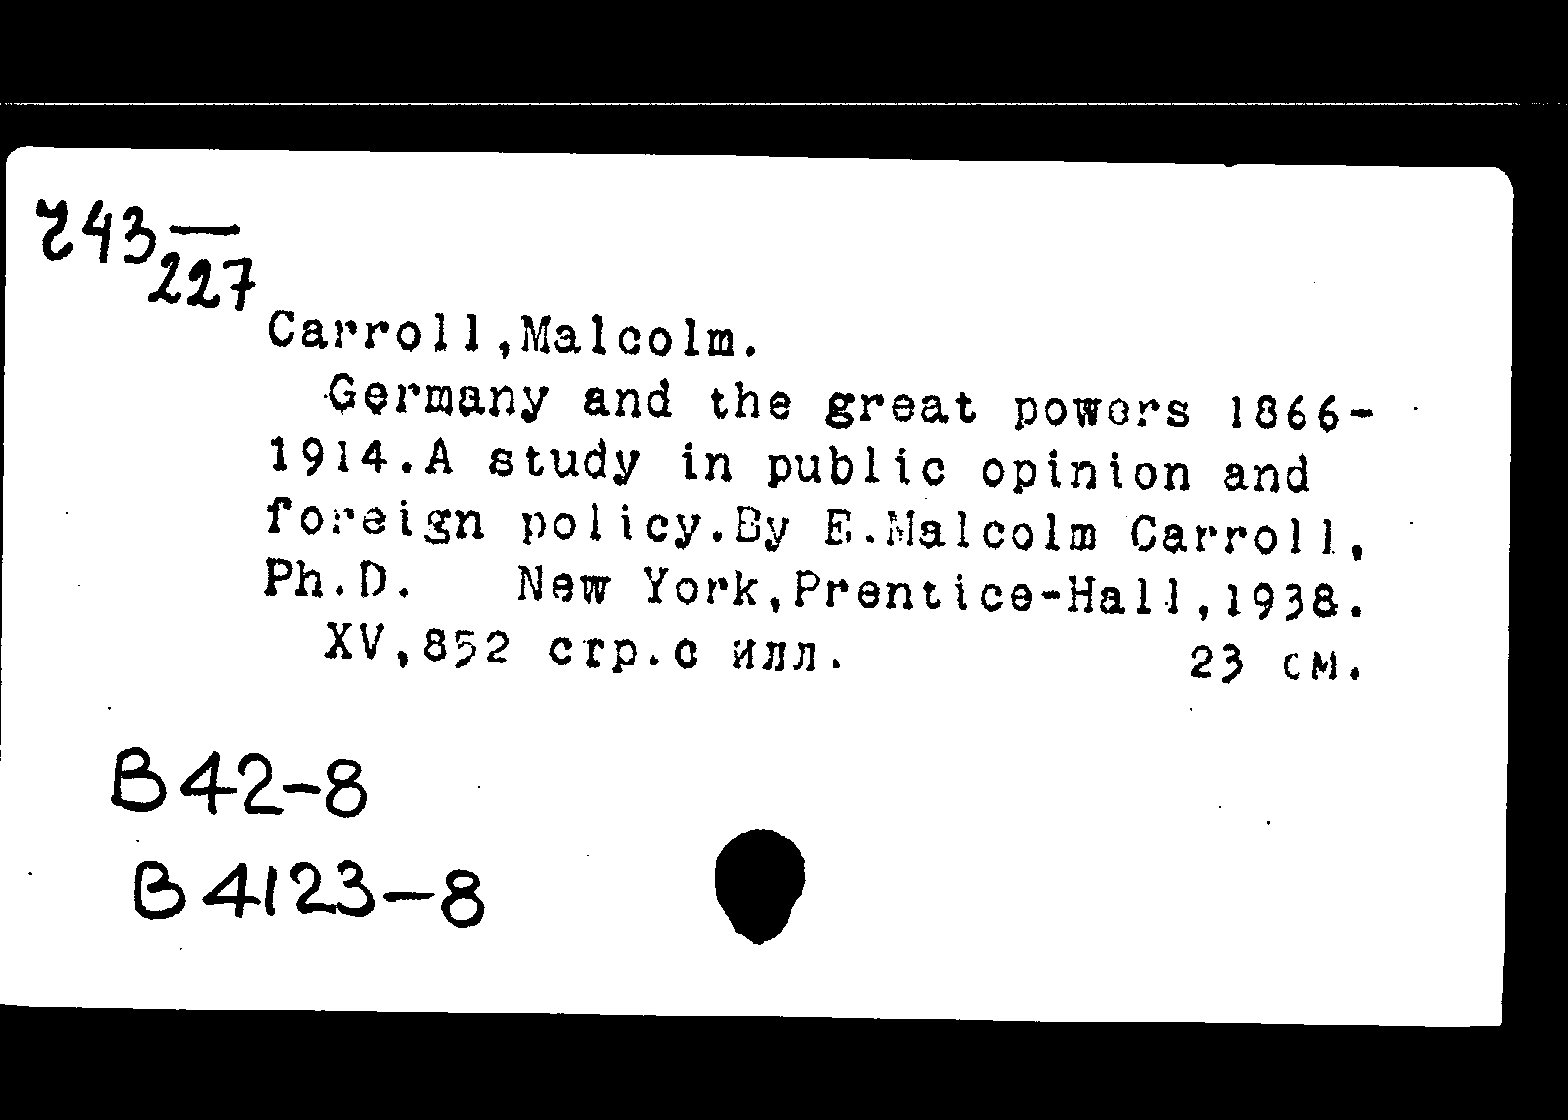 743
227
Carroll,Malcolm.
Germany and the great powers 1866-
1914.A study in public opinion and
foreign policy.By E.Malcolm Carroll,
Ph.D. New York,Prentice-Hall,1938.
XV,852 стр.с илл. 23 см.
B42-8
B4123-8